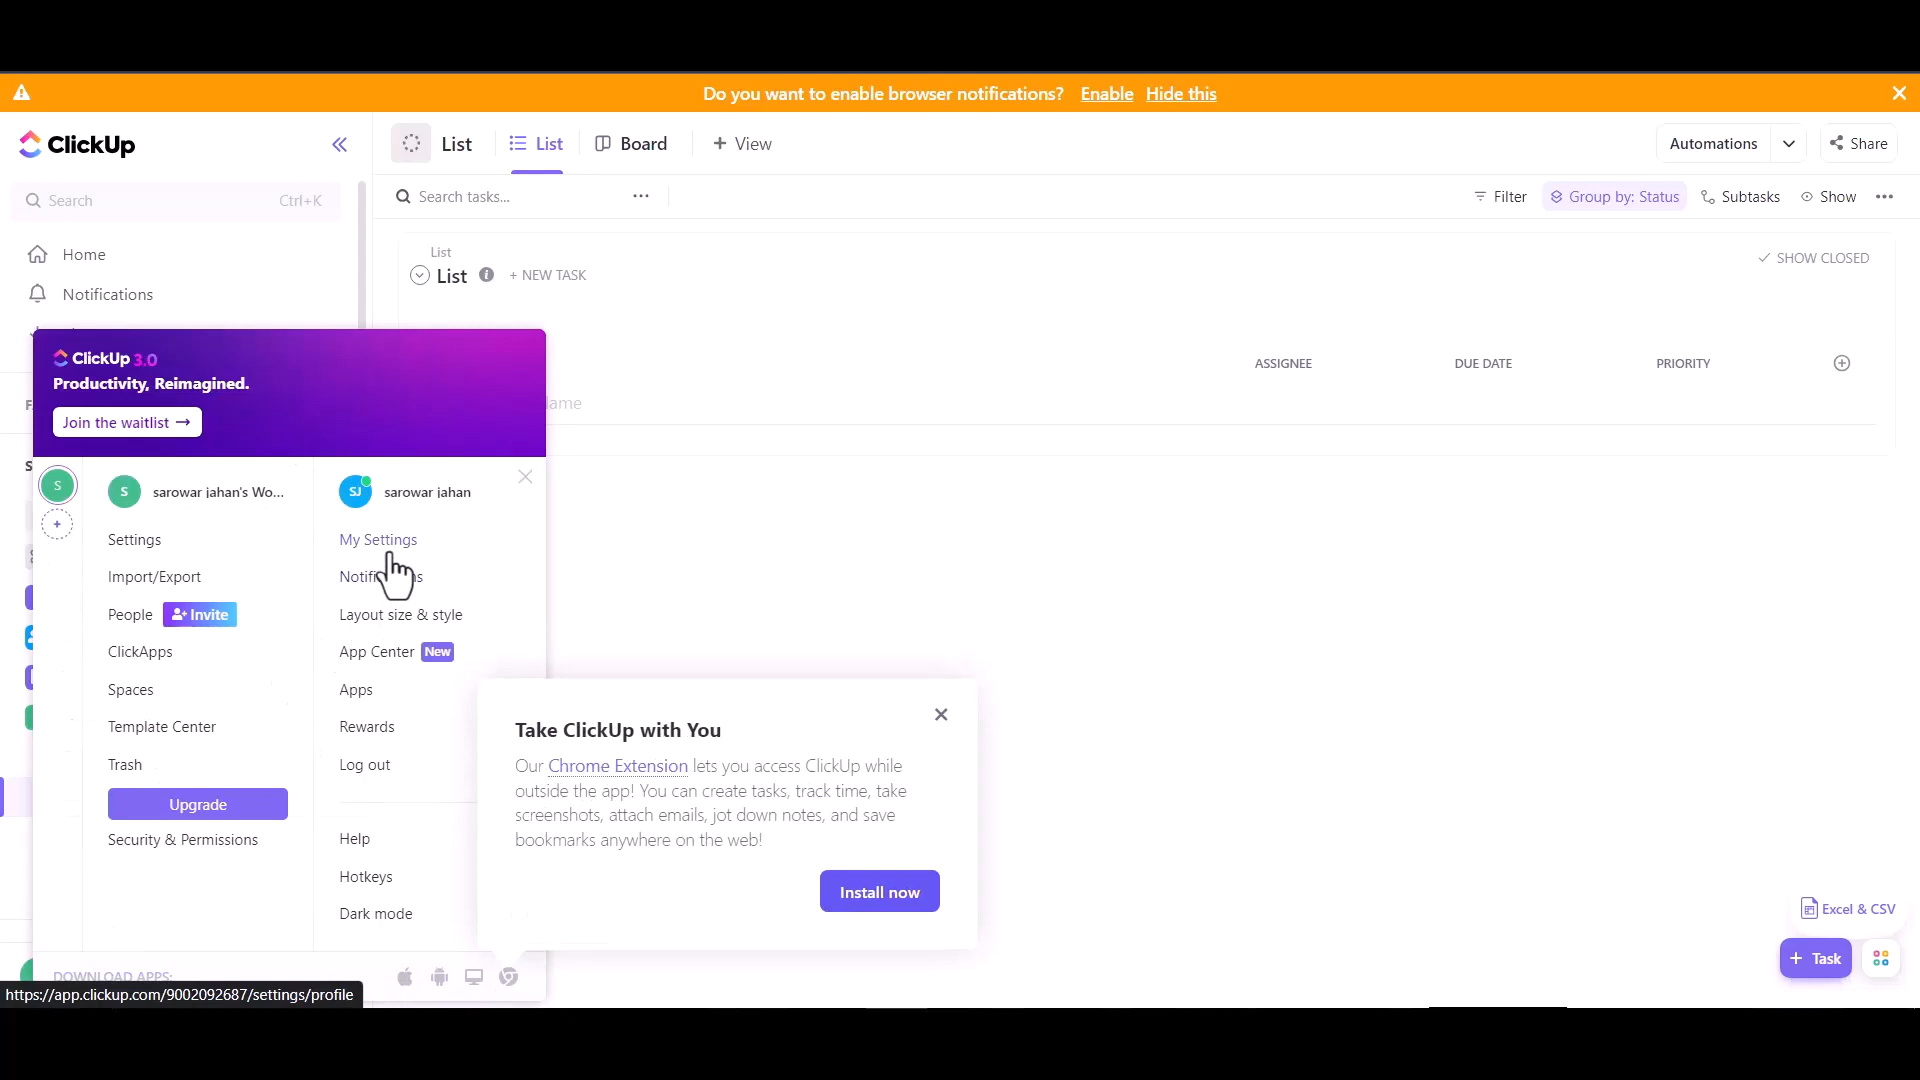 Do you want to enable browser notifications? Enable Hide this
ClickUp
List
List
Board
+ View
Automations
Share
Search Ctrl+K
Search tasks...
Filter
Group by: Status
Subtasks
Show
Home
Notifications
List
List
+ NEW TASK
SHOW CLOSED
ASSIGNEE
DUE DATE
PRIORITY
ClickUp 3.0
Productivity, Reimagined.
Join the waitlist →
S
S
sarowar jahan's Wo...
Settings
Import/Export
People
Invite
ClickApps
Spaces
Template Center
Trash
Upgrade
Security & Permissions
SJ
sarowar jahan
My Settings
Layout size & style
App Center New
Apps
Rewards
Log out
Help
Hotkeys
Dark mode
Take ClickUp with You
Our Chrome Extension lets you access ClickUp while
outside the app! You can create tasks, track time, take
screenshots, attach emails, jot down notes, and save
bookmarks anywhere on the web!
Install now
Excel & CSV
+ Task
DOWNLOAD APPS:
https://app.clickup.com/9002092687/settings/profile